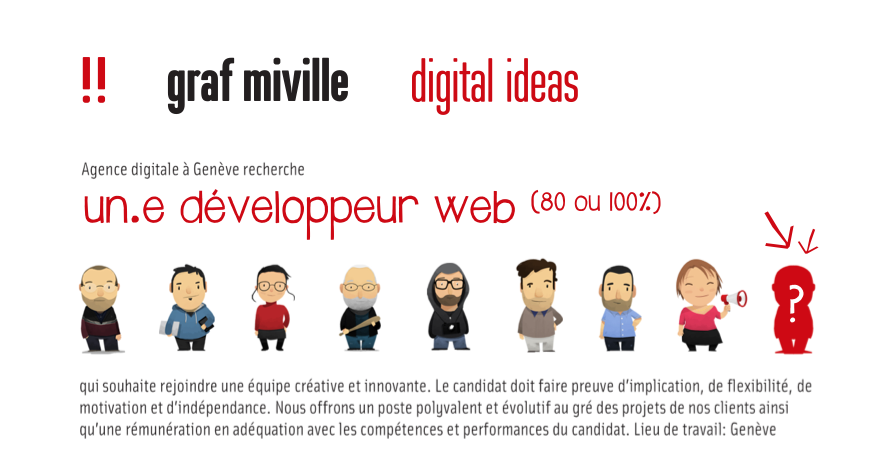 !! graf miville digital ideas
Agence digitale à Genève recherche
un.e développeur web (80 ou 100%)
?
qui souhaite rejoindre une équipe créative et innovante. Le candidat doit faire preuve d'implication, de flexibilité, de
motivation et d'indépendance. Nous offrons un poste polyvalent et évolutif au gré des projets de nos clients ainsi
qu'une rémunération en adéquation avec les compétences et performances du candidat. Lieu de travail: Genève